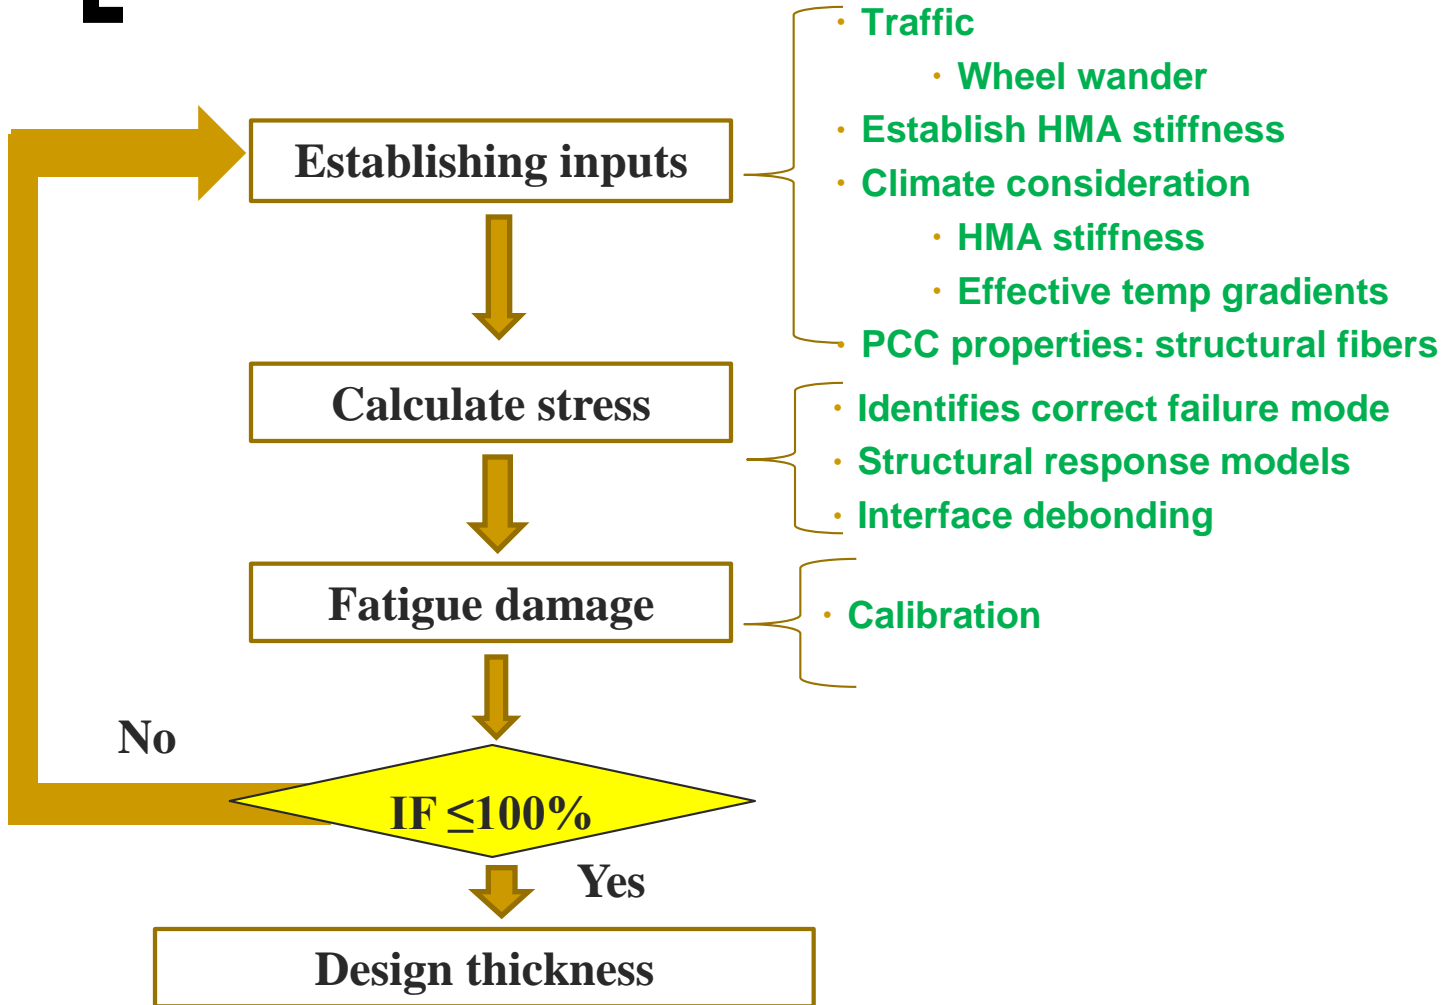 Establishing inputs
· Traffic
· Wheel wander
· Establish HMA stiffness
· Climate consideration
· HMA stiffness
· Effective temp gradients
· PCC properties: structural fibers
Calculate stress
· Identifies correct failure mode
· Structural response models
· Interface debonding
Fatigue damage
· Calibration
No
IF ≤100%
Yes
Design thickness